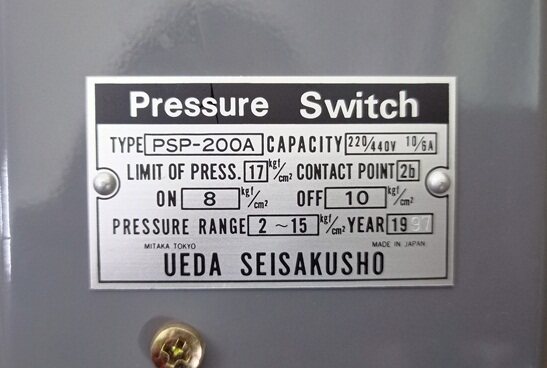 Pressure Switch
TYPE PSP-200A CAPACITY 220/440V 10/6A
LIMIT OF PRESS. 17 kgf/cm² CONTACT POINT 2b
ON 8 kgf/cm² OFF 10 kgf/cm²
PRESSURE RANGE 2~15 kgf/cm² YEAR 1997
MITAKA TOKYO MADE IN JAPAN
UEDA SEISAKUSHO